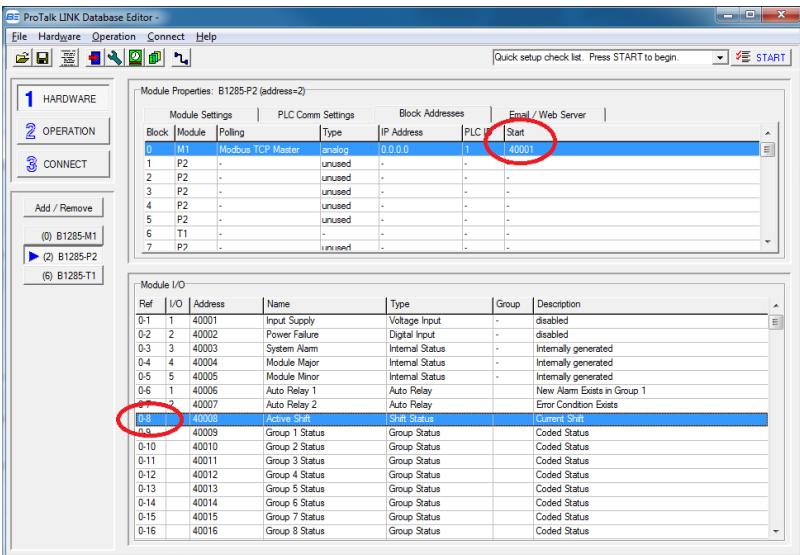 BE ProTalk LINK Database Editor -
File Hardware Operation Connect Help
Quick setup check list. Press START to begin. START
1 HARDWARE
2 OPERATION
3 CONNECT
Add / Remove
(0) B1285-M1
(2) B1285-P2
(6) B1285-T1
Module Properties: B1285-P2 (address=2)
Module Settings PLC Comm Settings Block Addresses Email / Web Server
Block Module Polling Type IP Address PLC ID Start
0 M1 Modbus TCP Master analog 0.0.0.0 1 40001
1 P2 - unused - - -
2 P2 - unused - - -
3 P2 - unused - - -
4 P2 - unused - - -
5 P2 - unused - - -
6 T1 - - - - -
7 P2 - unused - - -
Module I/O
Ref I/O Address Name Type Group Description
0-1 1 40001 Input Supply Voltage Input - disabled
0-2 2 40002 Power Failure Digital Input - disabled
0-3 3 40003 System Alarm Internal Status - Internally generated
0-4 4 40004 Module Major Internal Status - Internally generated
0-5 5 40005 Module Minor Internal Status - Internally generated
0-6 1 40006 Auto Relay 1 Auto Relay New Alarm Exists in Group 1
0-7 2 40007 Auto Relay 2 Auto Relay Error Condition Exists
0-8 40008 Active Shift Shift Status Current Shift
0-9 40009 Group 1 Status Group Status Coded Status
0-10 40010 Group 2 Status Group Status Coded Status
0-11 40011 Group 3 Status Group Status Coded Status
0-12 40012 Group 4 Status Group Status Coded Status
0-13 40013 Group 5 Status Group Status Coded Status
0-14 40014 Group 6 Status Group Status Coded Status
0-15 40015 Group 7 Status Group Status Coded Status
0-16 40016 Group 8 Status Group Status Coded Status